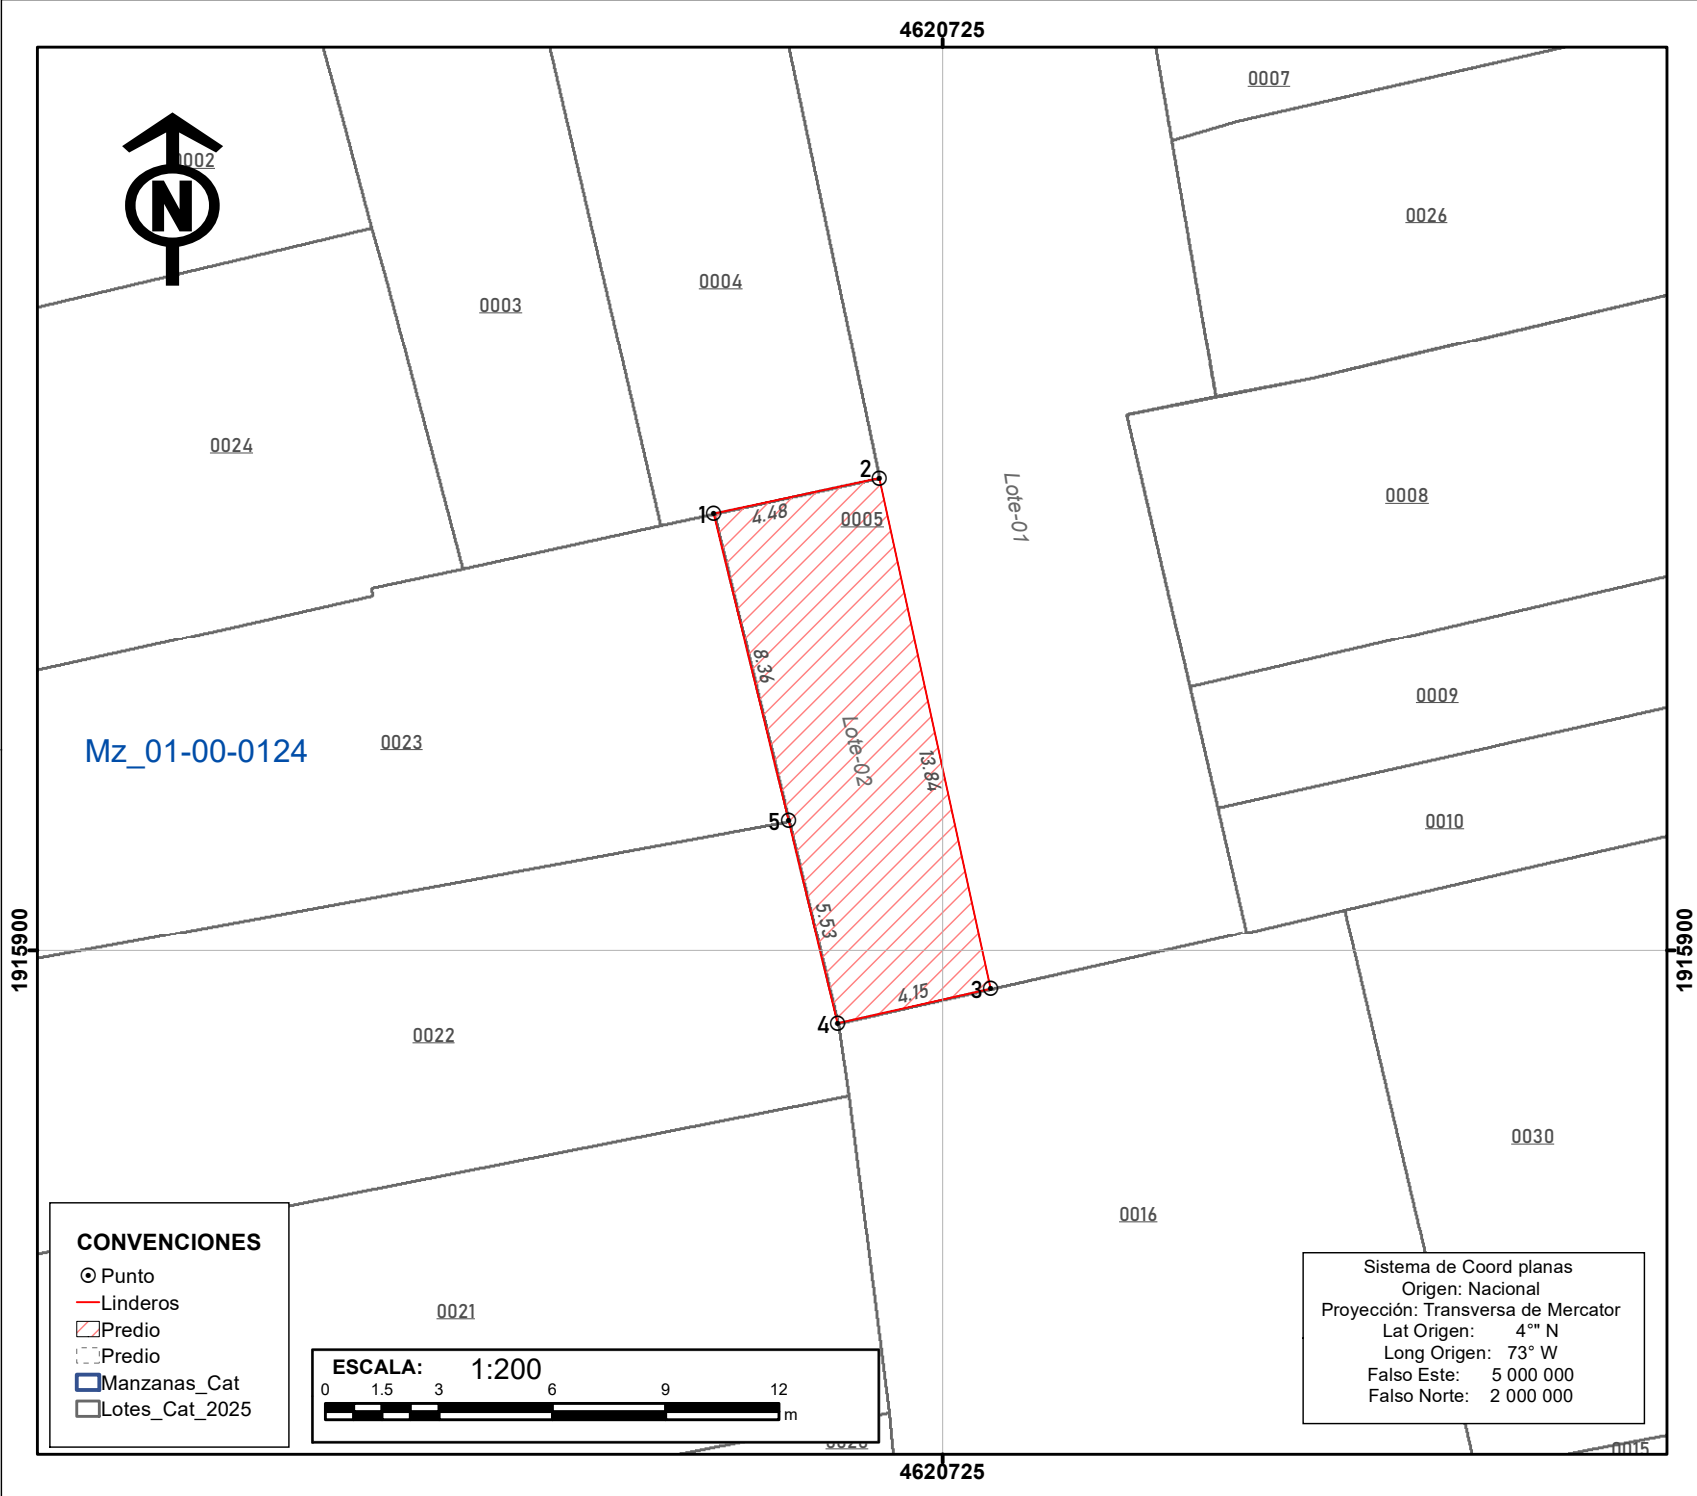 4620725
0007
0002
N
0026
0004
0003
0024
2
Lote-01
0008
1
4.48
0005
8.36
0009
Lote-02
13.84
Mz_01-00-0124
0023
5
0010
5.53
1915900
1915900
4.15
3
4
0022
0030
0016
CONVENCIONES
Punto
Linderos
Predio
Predio
Manzanas_Cat
Lotes_Cat_2025
0021
ESCALA: 1:200
0 1.5 3 6 9 12
m
Sistema de Coord planas
Origen: Nacional
Proyección: Transversa de Mercator
Lat Origen: 4°" N
Long Origen: 73° W
Falso Este: 5 000 000
Falso Norte: 2 000 000
0015
4620725